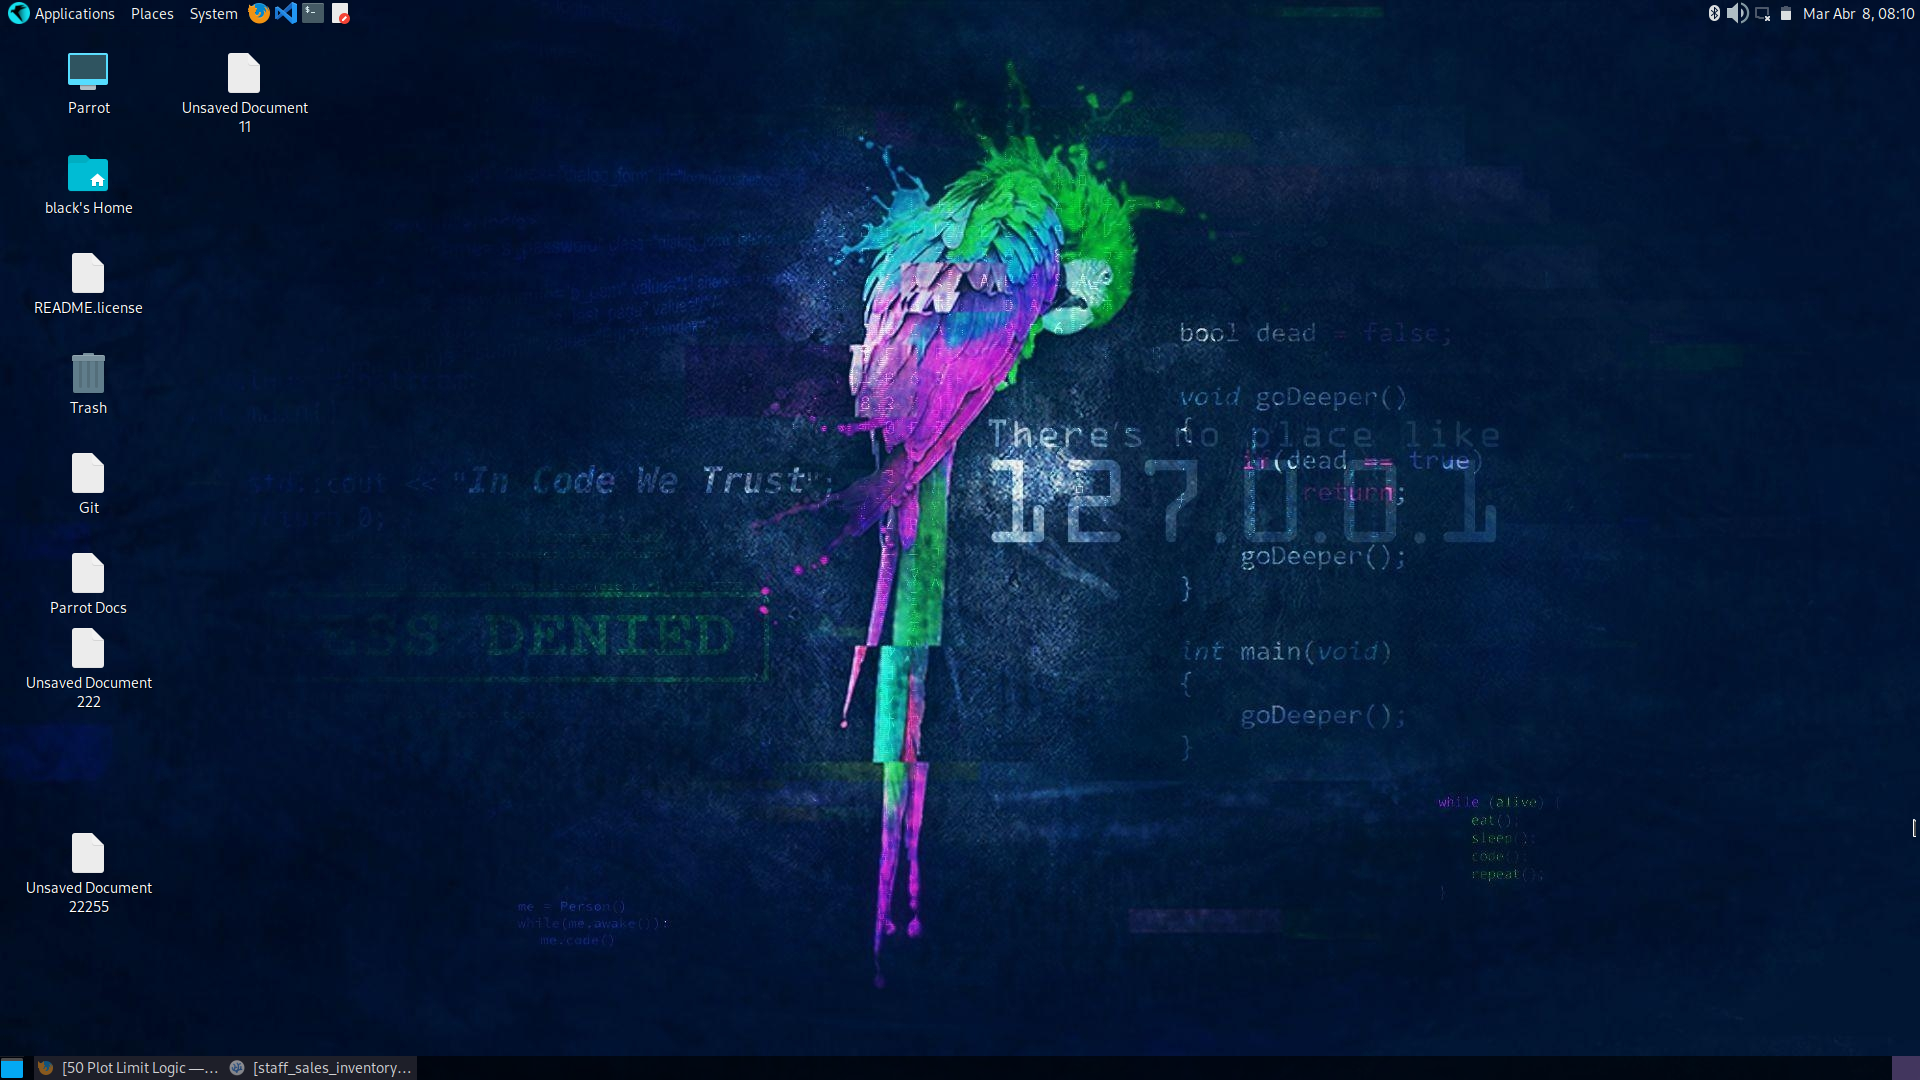 Applications Places System
Mar Abr 8, 08:10
Parrot
Unsaved Document
11
black's Home
README.license
Trash
Git
Parrot Docs
Unsaved Document
222
Unsaved Document
22255
bool dead = false;
void goDeeper()
{
There's no place like
if(dead == true)
127.0.0.1
return;
goDeeper();
}
int main(void)
{
goDeeper();
}
std::cout << "In Code We Trust";
return 0;
DENIED
while (alive) {
eat();
sleep();
code();
repeat();
}
me = Person()
while(me.awake()):
me.code()
[50 Plot Limit Logic —...
[staff_sales_inventory...